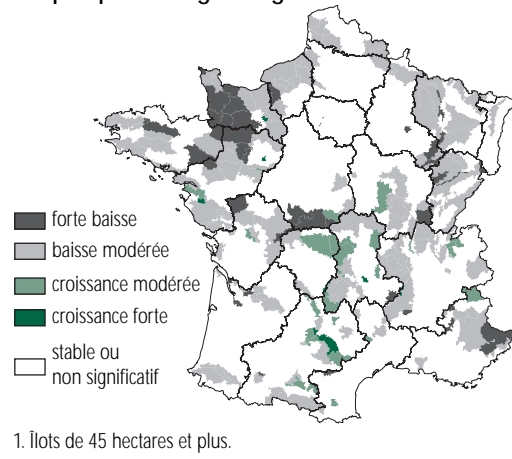 forte baisse
baisse modérée
croissance modérée
croissance forte
stable ou
non significatif
1. Îlots de 45 hectares et plus.